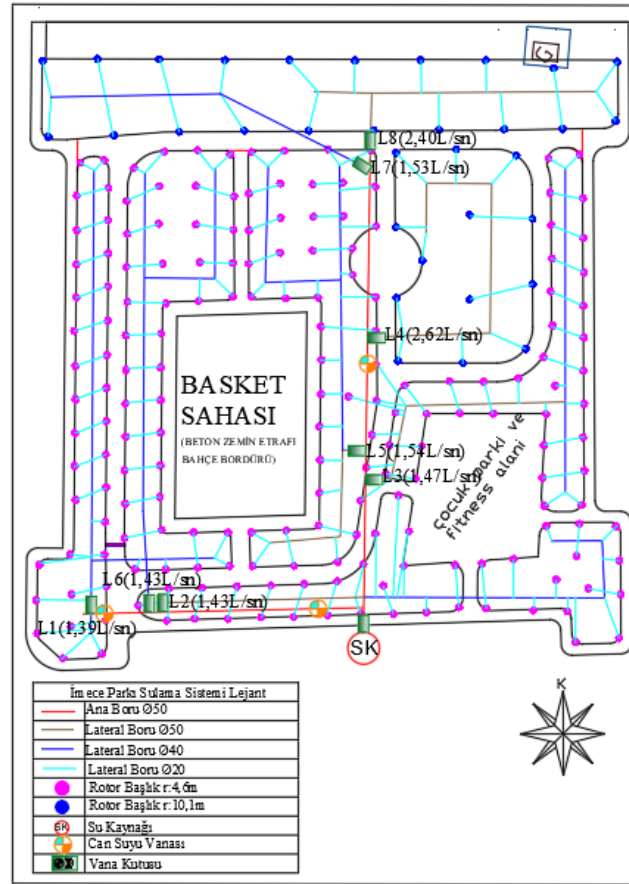 G
L8(2,40L/sn)
L7(1,53L/sn)
L4(2,62L/sn)
BASKET
SAHASI
(BETON ZEMİN ETRAFI
BAHÇE BORDÜRÜ)
L5(1,54L/sn)
L3(1,47L/sn)
Çocuk parki ve
fitness alani
L6(1,43L/sn)
L2(1,43L/sn)
L1(1,39L/sn)
SK
K
İmece Parkı Sulama Sistemi Lejant
Ana Boru Ø50
Lateral Boru Ø50
Lateral Boru Ø40
Lateral Boru Ø20
Rotor Başlık r:4,6m
Rotor Başlık r:10,1m
SK Su Kaynağı
Can Suyu Vanası
Vana Kutusu